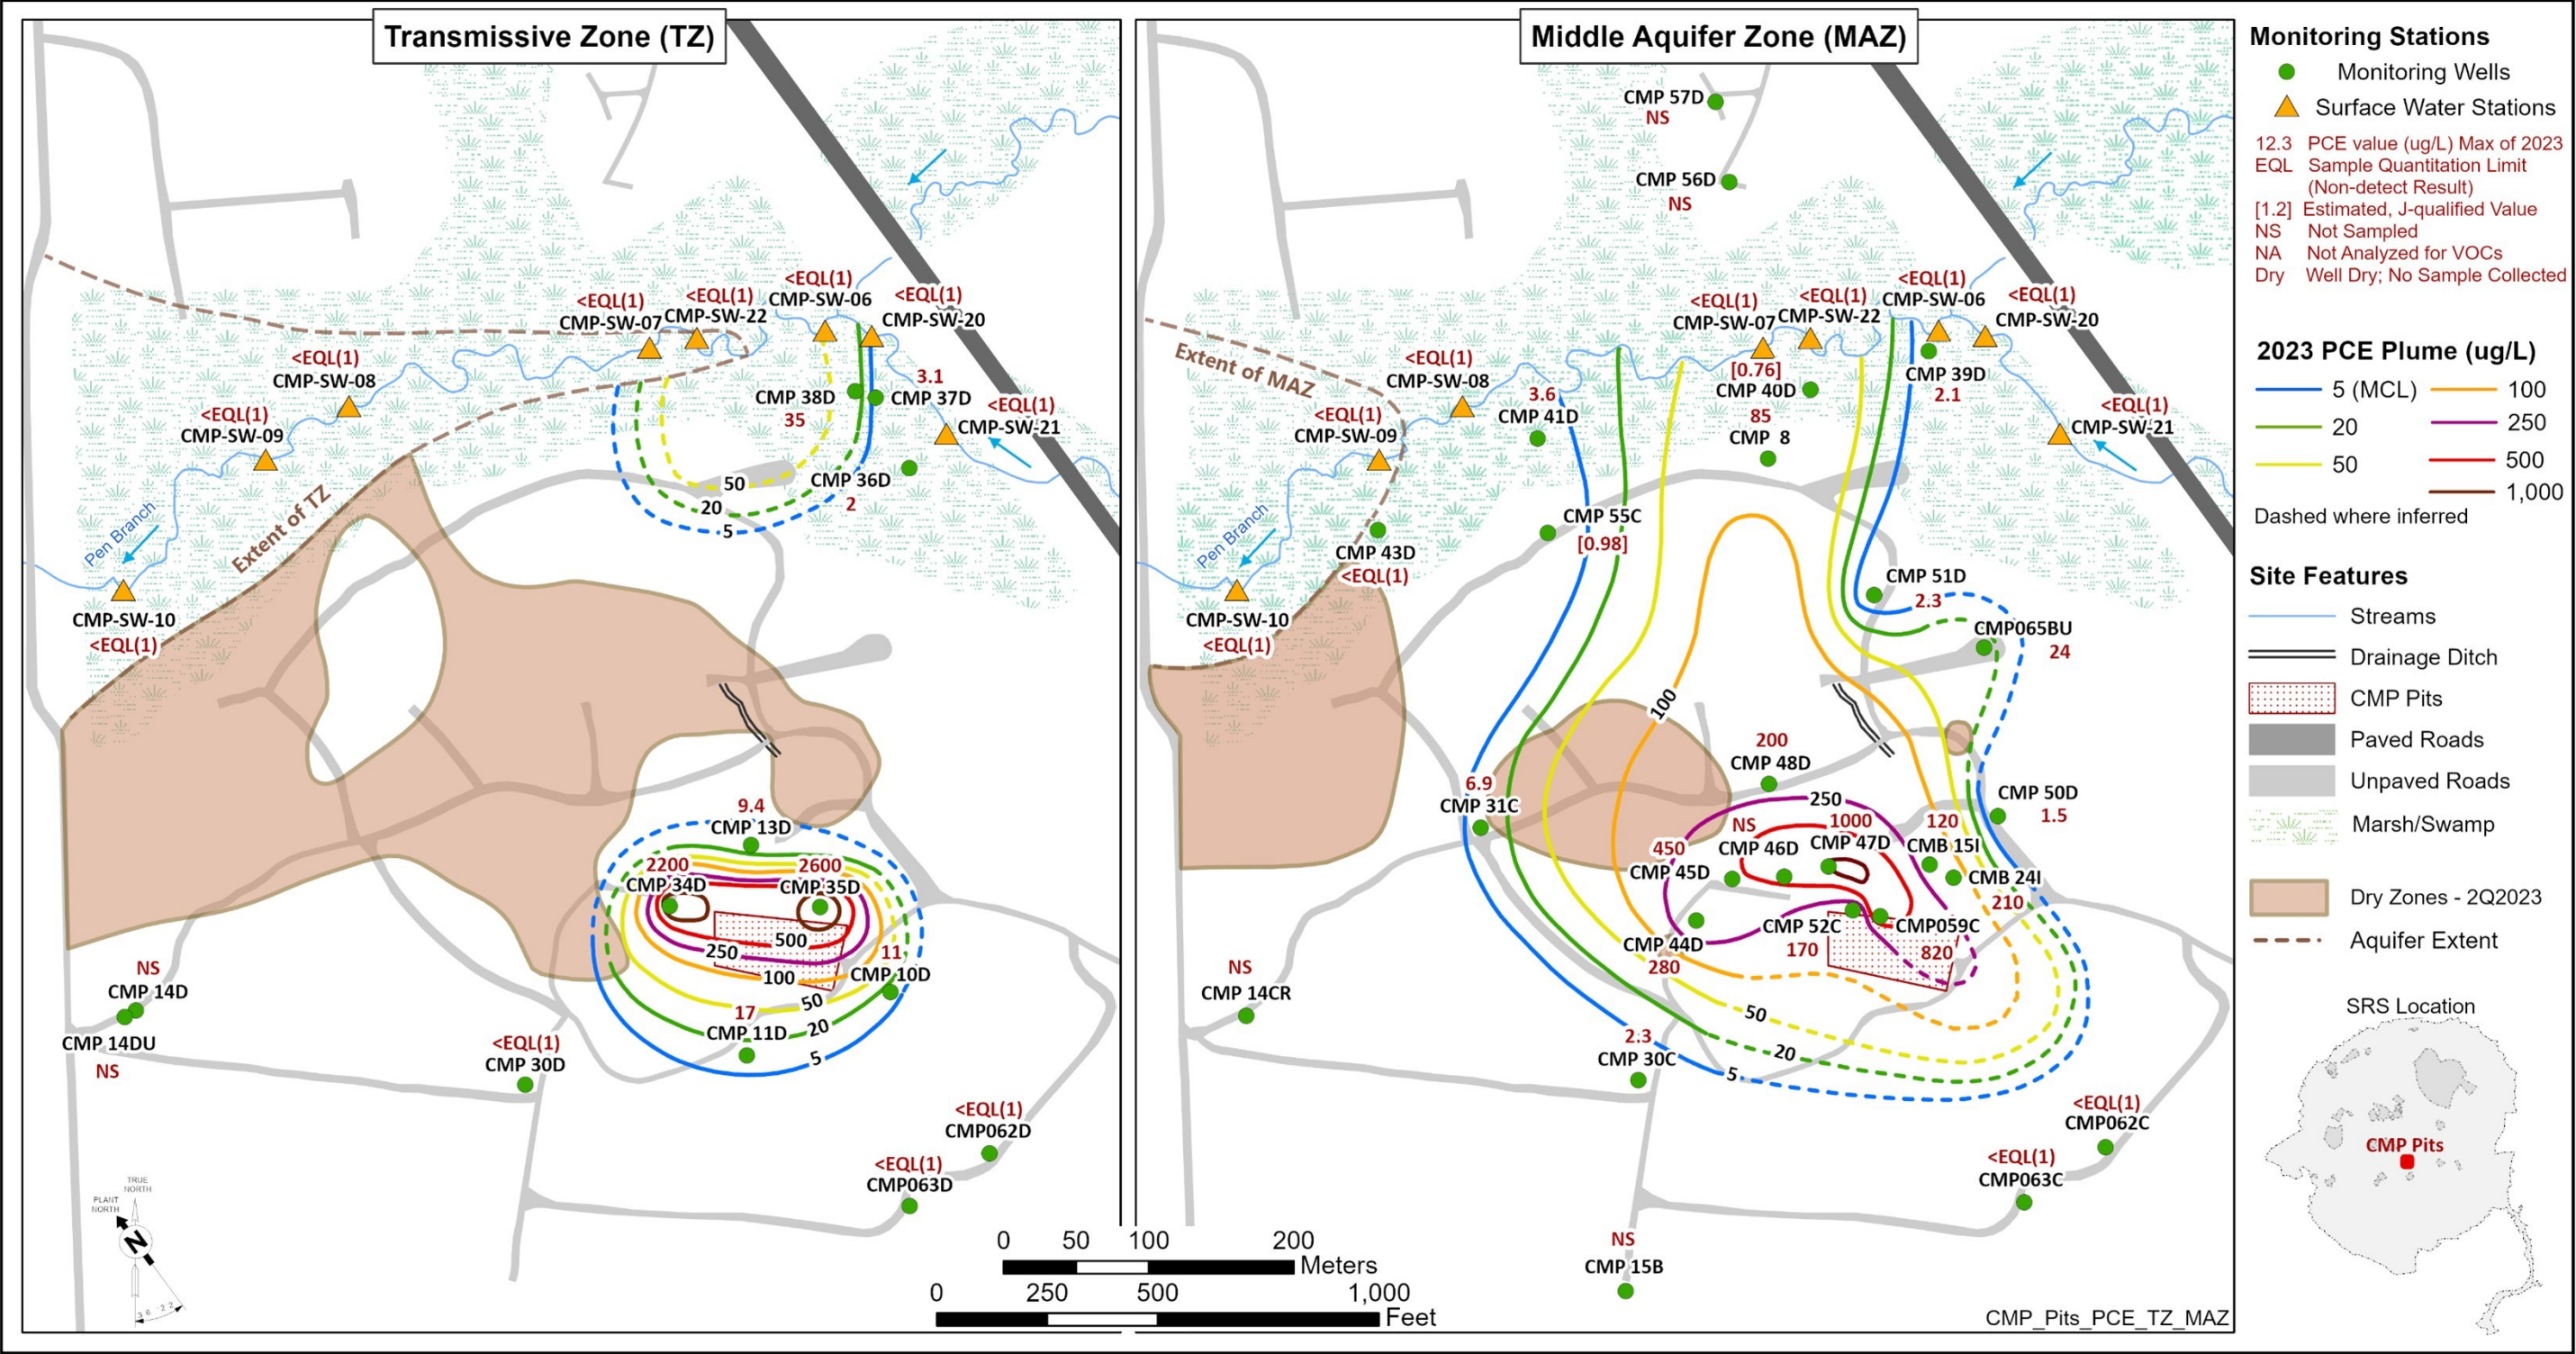 Transmissive Zone (TZ)
<EQL(1)
CMP-SW-06
<EQL(1)
CMP-SW-22
<EQL(1)
CMP-SW-07
<EQL(1)
CMP-SW-20
<EQL(1)
CMP-SW-08
3.1
CMP 37D
CMP 38D
35
<EQL(1)
CMP-SW-21
<EQL(1)
CMP-SW-09
CMP 36D
2
50
20
5
Extent of TZ
Pen Branch
CMP-SW-10
<EQL(1)
9.4
CMP 13D
2200
CMP 34D
2600
CMP 35D
500
250
100
50
20
5
11
CMP 10D
17
CMP 11D
NS
CMP 14D
CMP 14DU
NS
<EQL(1)
CMP 30D
<EQL(1)
CMP062D
<EQL(1)
CMP063D
TRUE
NORTH
PLANT
NORTH
N
36°22'
0 50 100 200
Meters
0 250 500 1,000
Feet
Middle Aquifer Zone (MAZ)
CMP 57D
NS
CMP 56D
NS
<EQL(1)
CMP-SW-06
<EQL(1)
CMP-SW-22
<EQL(1)
CMP-SW-07
<EQL(1)
CMP-SW-20
Extent of MAZ
<EQL(1)
CMP-SW-08
[0.76]
CMP 40D
CMP 39D
2.1
3.6
CMP 41D
85
CMP 8
<EQL(1)
CMP-SW-21
<EQL(1)
CMP-SW-09
CMP 55C
[0.98]
CMP 43D
<EQL(1)
Pen Branch
CMP-SW-10
<EQL(1)
CMP 51D
2.3
CMP065BU
24
100
200
CMP 48D
6.9
CMP 31C
250
CMP 50D
1.5
NS
CMP 46D
1000
CMP 47D
120
CMB 15I
450
CMP 45D
CMB 24I
210
CMP 52C
170
CMP059C
820
CMP 44D
280
50
20
5
2.3
CMP 30C
NS
CMP 14CR
<EQL(1)
CMP062C
<EQL(1)
CMP063C
NS
CMP 15B
CMP_Pits_PCE_TZ_MAZ
Monitoring Stations
Monitoring Wells
Surface Water Stations
12.3 PCE value (ug/L) Max of 2023
EQL Sample Quantitation Limit
(Non-detect Result)
[1.2] Estimated, J-qualified Value
NS Not Sampled
NA Not Analyzed for VOCs
Dry Well Dry; No Sample Collected
2023 PCE Plume (ug/L)
5 (MCL) 100
20 250
50 500
1,000
Dashed where inferred
Site Features
Streams
Drainage Ditch
CMP Pits
Paved Roads
Unpaved Roads
Marsh/Swamp
Dry Zones - 2Q2023
Aquifer Extent
SRS Location
CMP Pits